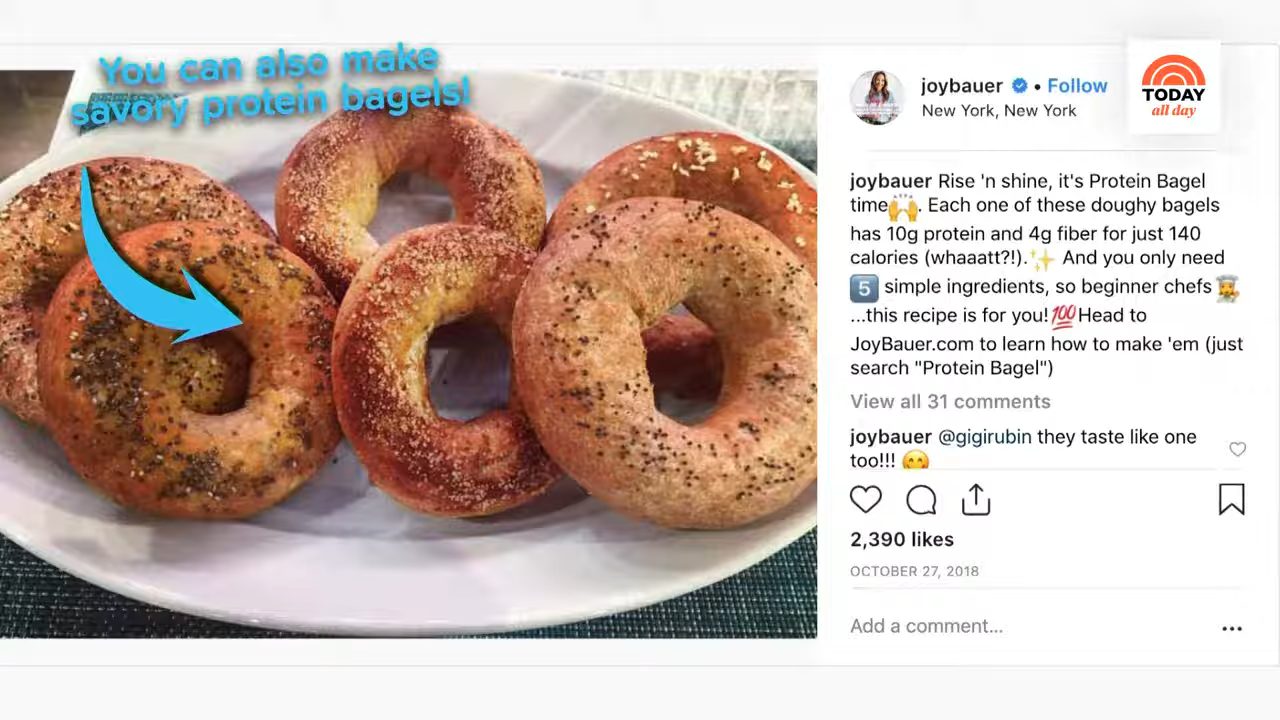 You can also make
savory protein bagels!
joybauer • Follow
New York, New York
TODAY
all day
joybauer Rise 'n shine, it's Protein Bagel
time🙌. Each one of these doughy bagels
has 10g protein and 4g fiber for just 140
calories (whaaatt?!).✨ And you only need
5️⃣ simple ingredients, so beginner chefs👩‍🍳
...this recipe is for you!💯Head to
JoyBauer.com to learn how to make 'em (just
search "Protein Bagel")
View all 31 comments
joybauer @gigirubin they taste like one
too!!! 😋
2,390 likes
OCTOBER 27, 2018
Add a comment...